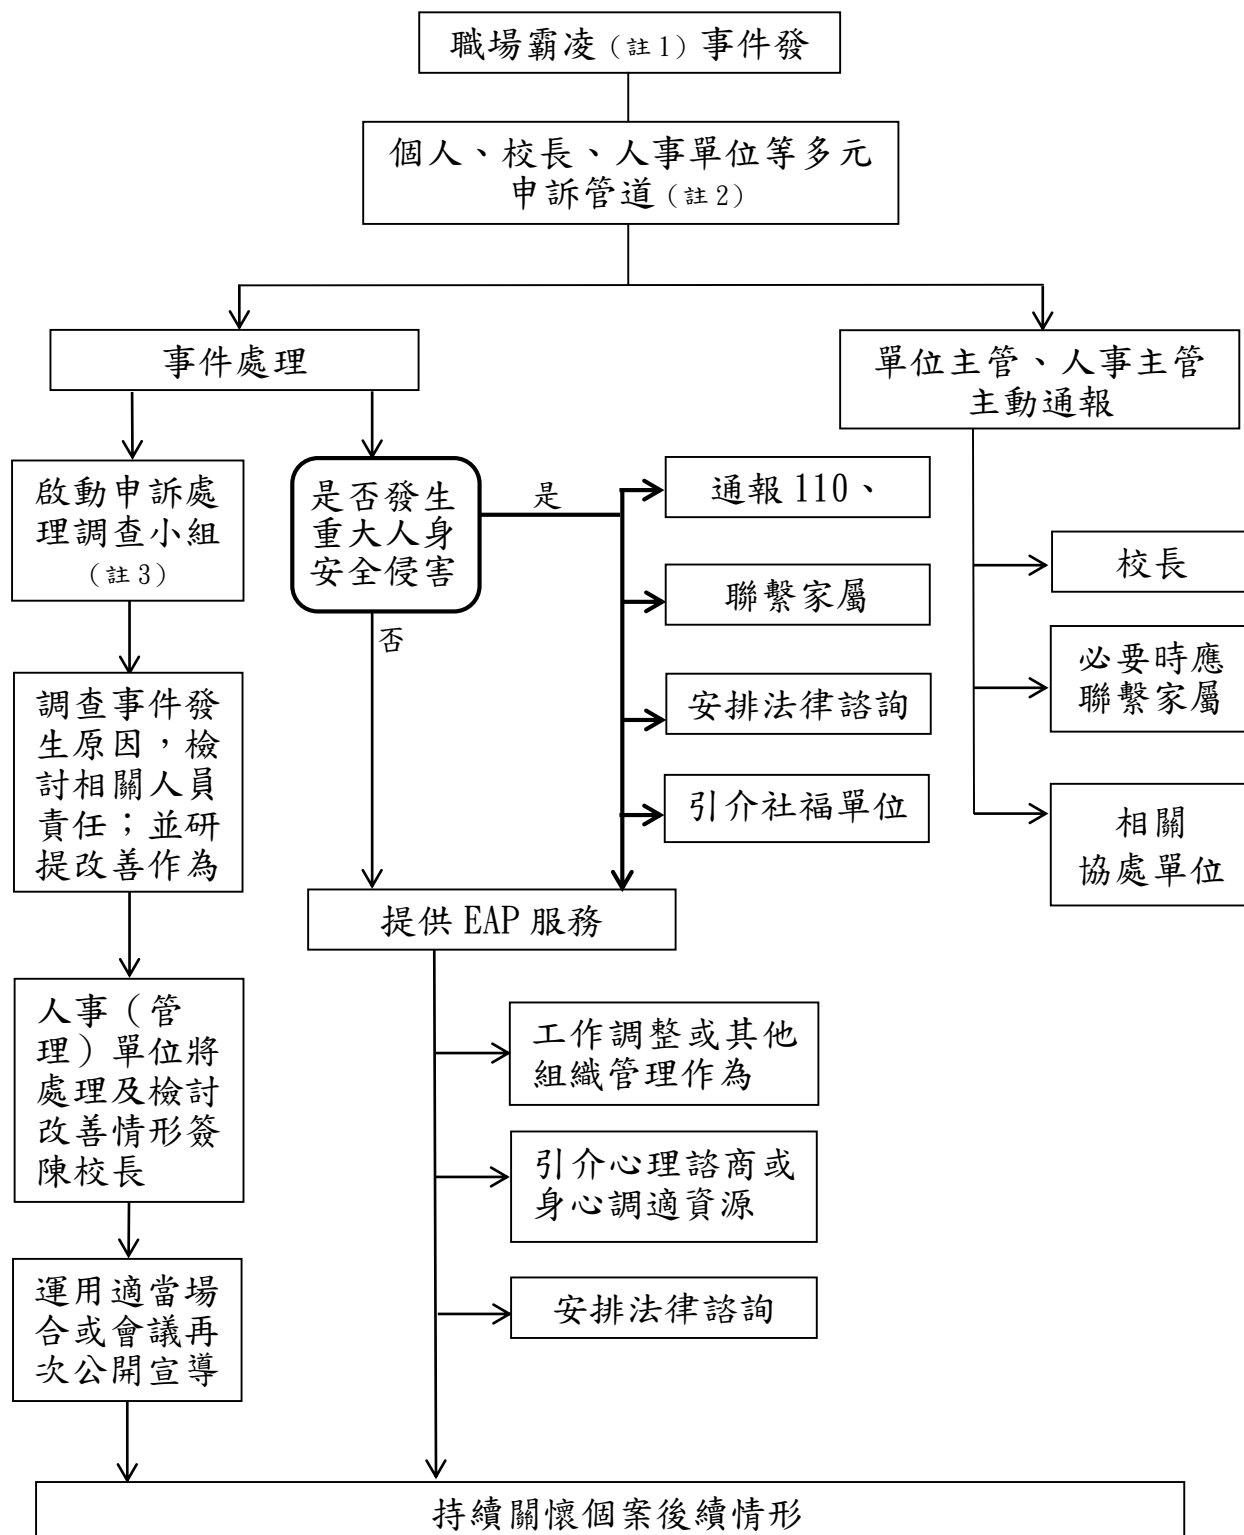 職場霸凌（註1）事件發
個人、校長、人事單位等多元
申訴管道（註2）
事件處理
單位主管、人事主管
主動通報
啟動申訴處
理調查小組
（註3）
是否發生
重大人身
安全侵害
是
否
通報 110、
聯繫家屬
安排法律諮詢
引介社福單位
校長
必要時應
聯繫家屬
相關
協處單位
調查事件發
生原因，檢
討相關人員
責任；並研
提改善作為
提供 EAP 服務
人事（管
理）單位將
處理及檢討
改善情形簽
陳校長
工作調整或其他
組織管理作為
引介心理諮商或
身心調適資源
安排法律諮詢
運用適當場
合或會議再
次公開宣導
持續關懷個案後續情形